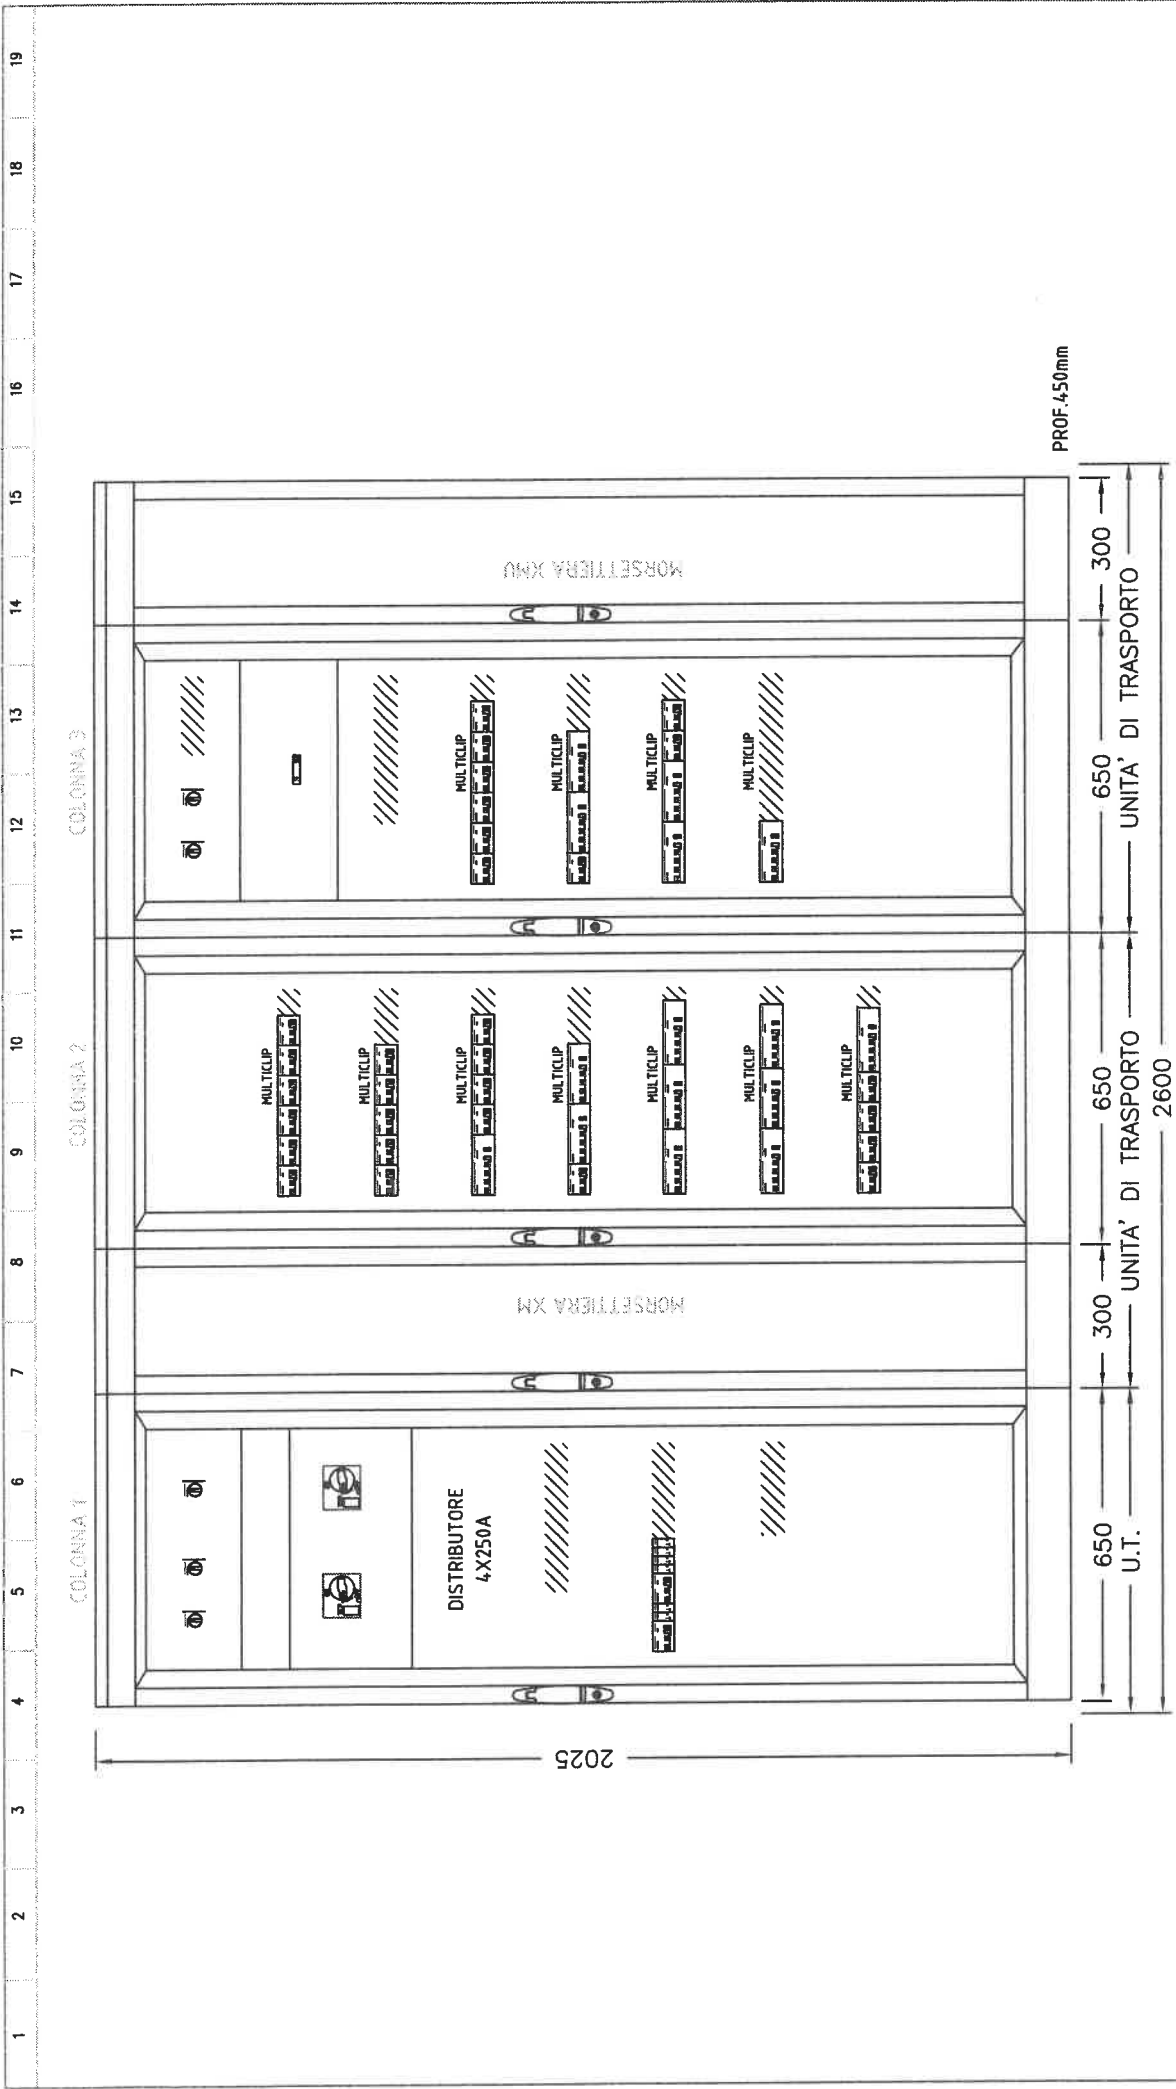 1 2 3 4 5 6 7 8 9 10 11 12 13 14 15 16 17 18 19
COLONNA 1 COLONNA 2 COLONNA 3
MULTICLIP
MULTICLIP
MULTICLIP
MULTICLIP
MULTICLIP
MULTICLIP
MULTICLIP
MULTICLIP
MULTICLIP
MULTICLIP
MULTICLIP
DISTRIBUTORE
4X250A
MORSETTIERA XM
MORSETTIERA XMU
2025
PROF.450mm
650 300 650 650 300
U.T. UNITA' DI TRASPORTO UNITA' DI TRASPORTO
2600